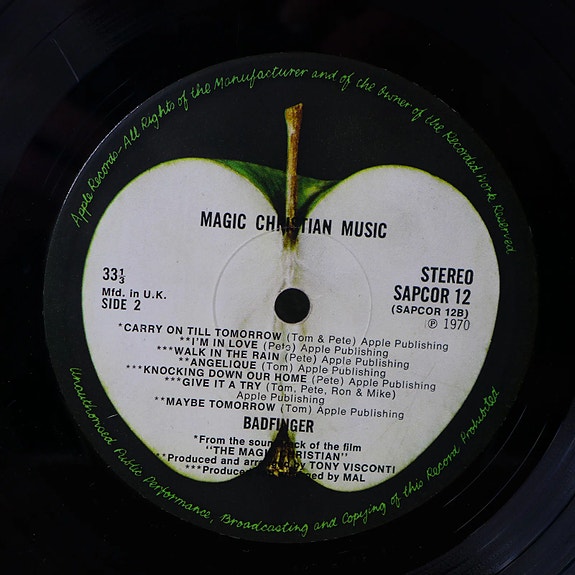 Apple Records-All Rights of the Manufacturer and of the Owner of the Recorded Work Reserved
MAGIC CHRISTIAN MUSIC
33⅓
Mfd. in U.K.
SIDE 2
STEREO
SAPCOR 12
(SAPCOR 12B)
℗ 1970
*CARRY ON TILL TOMORROW (Tom & Pete) Apple Publishing
**I'M IN LOVE (Pete) Apple Publishing
***WALK IN THE RAIN (Pete) Apple Publishing
**ANGELIQUE (Tom) Apple Publishing
***KNOCKING DOWN OUR HOME (Pete) Apple Publishing
***GIVE IT A TRY (Tom, Pete, Ron & Mike)
Apple Publishing
**MAYBE TOMORROW (Tom) Apple Publishing
BADFINGER
*From the soundtrack of the film
"THE MAGIC CHRISTIAN"
**Produced and arranged by TONY VISCONTI
***Produced by MAL
Unauthorised Public Performance, Broadcasting and Copying of this Record Prohibited